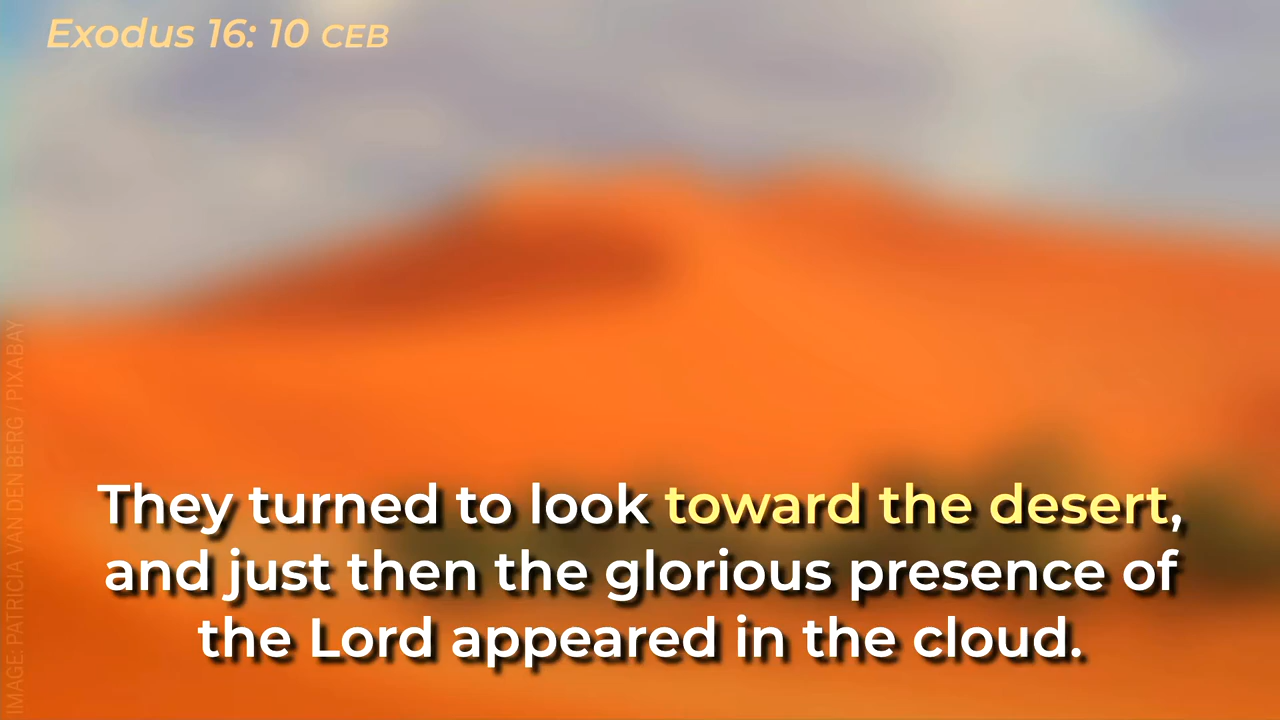 Exodus 16: 10 CEB
They turned to look toward the desert,
and just then the glorious presence of
the Lord appeared in the cloud.
IMAGE: PATRICIA VAN DEN BERG / PIXABAY